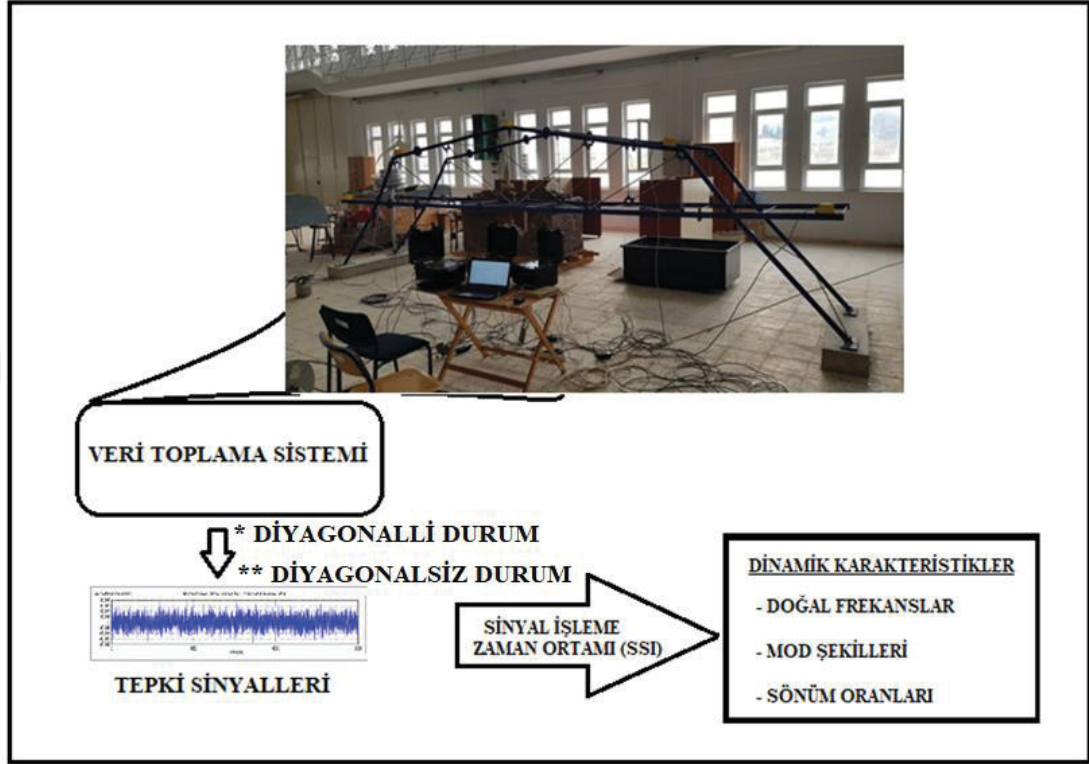 VERİ TOPLAMA SİSTEMİ
* DİYAGONALLİ DURUM
** DİYAGONALSİZ DURUM
TEPKİ SİNYALLERİ
SİNYAL İŞLEME
ZAMAN ORTAMI (SSI)
DİNAMİK KARAKTERİSTİKLER
- DOĞAL FREKANSLAR
- MOD ŞEKİLLERİ
- SÖNÜM ORANLARI